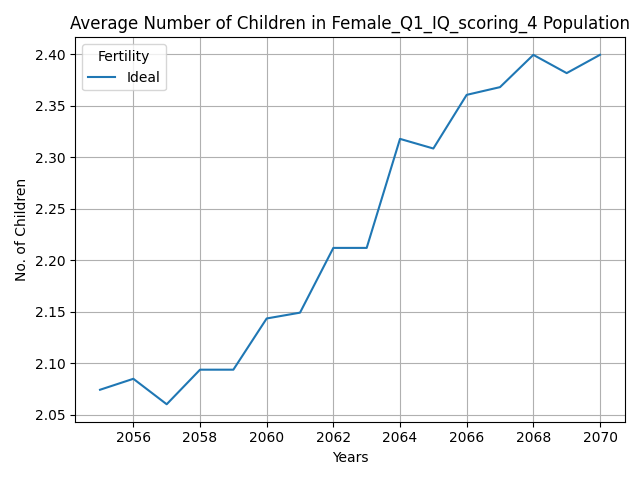 Average Number of Children in Female_Q1_IQ_scoring_4 Population
Fertility
Ideal
No. of Children
2.40
2.35
2.30
2.25
2.20
2.15
2.10
2.05
2056 2058 2060 2062 2064 2066 2068 2070
Years